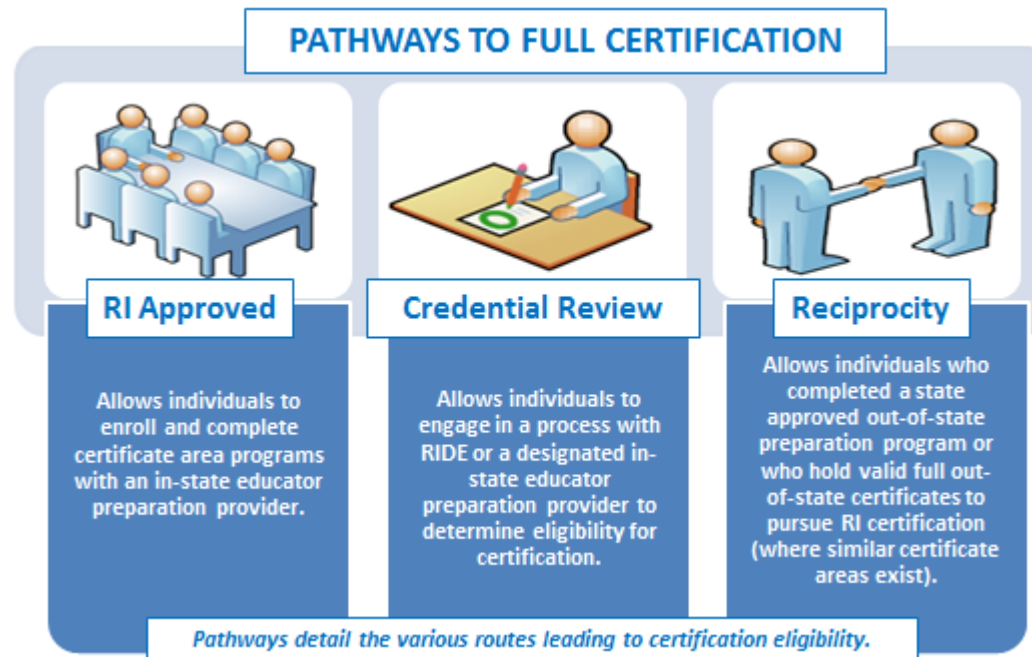 PATHWAYS TO FULL CERTIFICATION
RI Approved
Allows individuals to
enroll and complete
certificate area programs
with an in-state educator
preparation provider.
Credential Review
Allows individuals to
engage in a process with
RIDE or a designated in-
state educator
preparation provider to
determine eligibility for
certification.
Reciprocity
Allows individuals who
completed a state
approved out-of-state
preparation program or
who hold valid full out-
of-state certificates to
pursue RI certification
(where similar certificate
areas exist).
Pathways detail the various routes leading to certification eligibility.